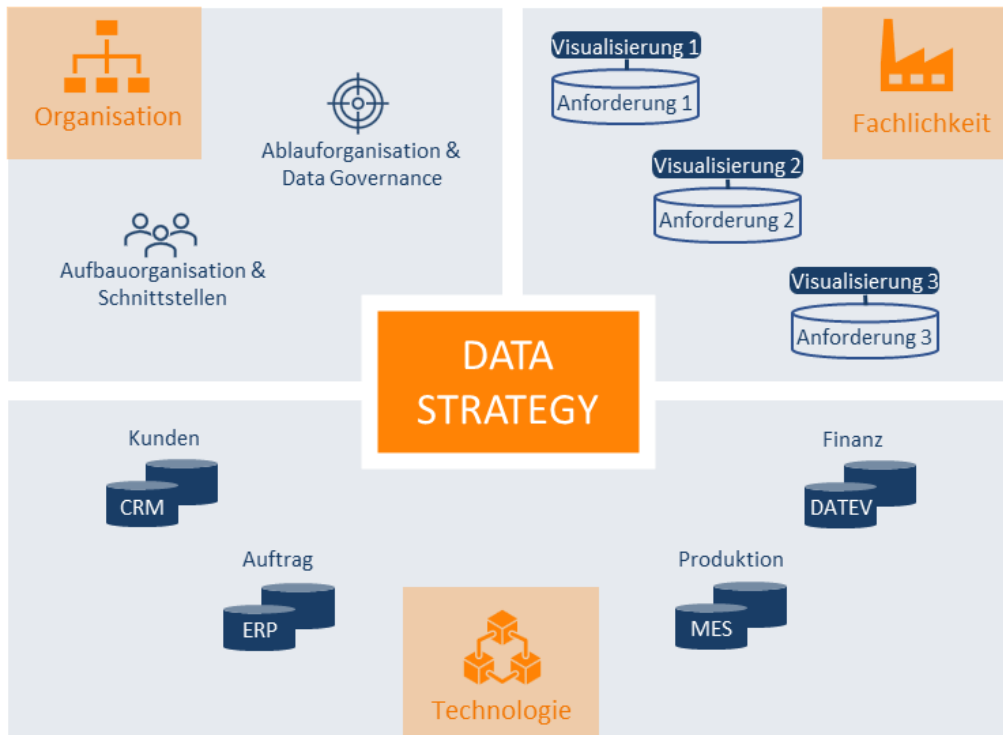 Organisation
Ablauforganisation &
Data Governance
Aufbauorganisation &
Schnittstellen
Visualisierung 1
Anforderung 1
Fachlichkeit
Visualisierung 2
Anforderung 2
Visualisierung 3
Anforderung 3
DATA
STRATEGY
Kunden
CRM
Auftrag
ERP
Finanz
DATEV
Produktion
MES
Technologie